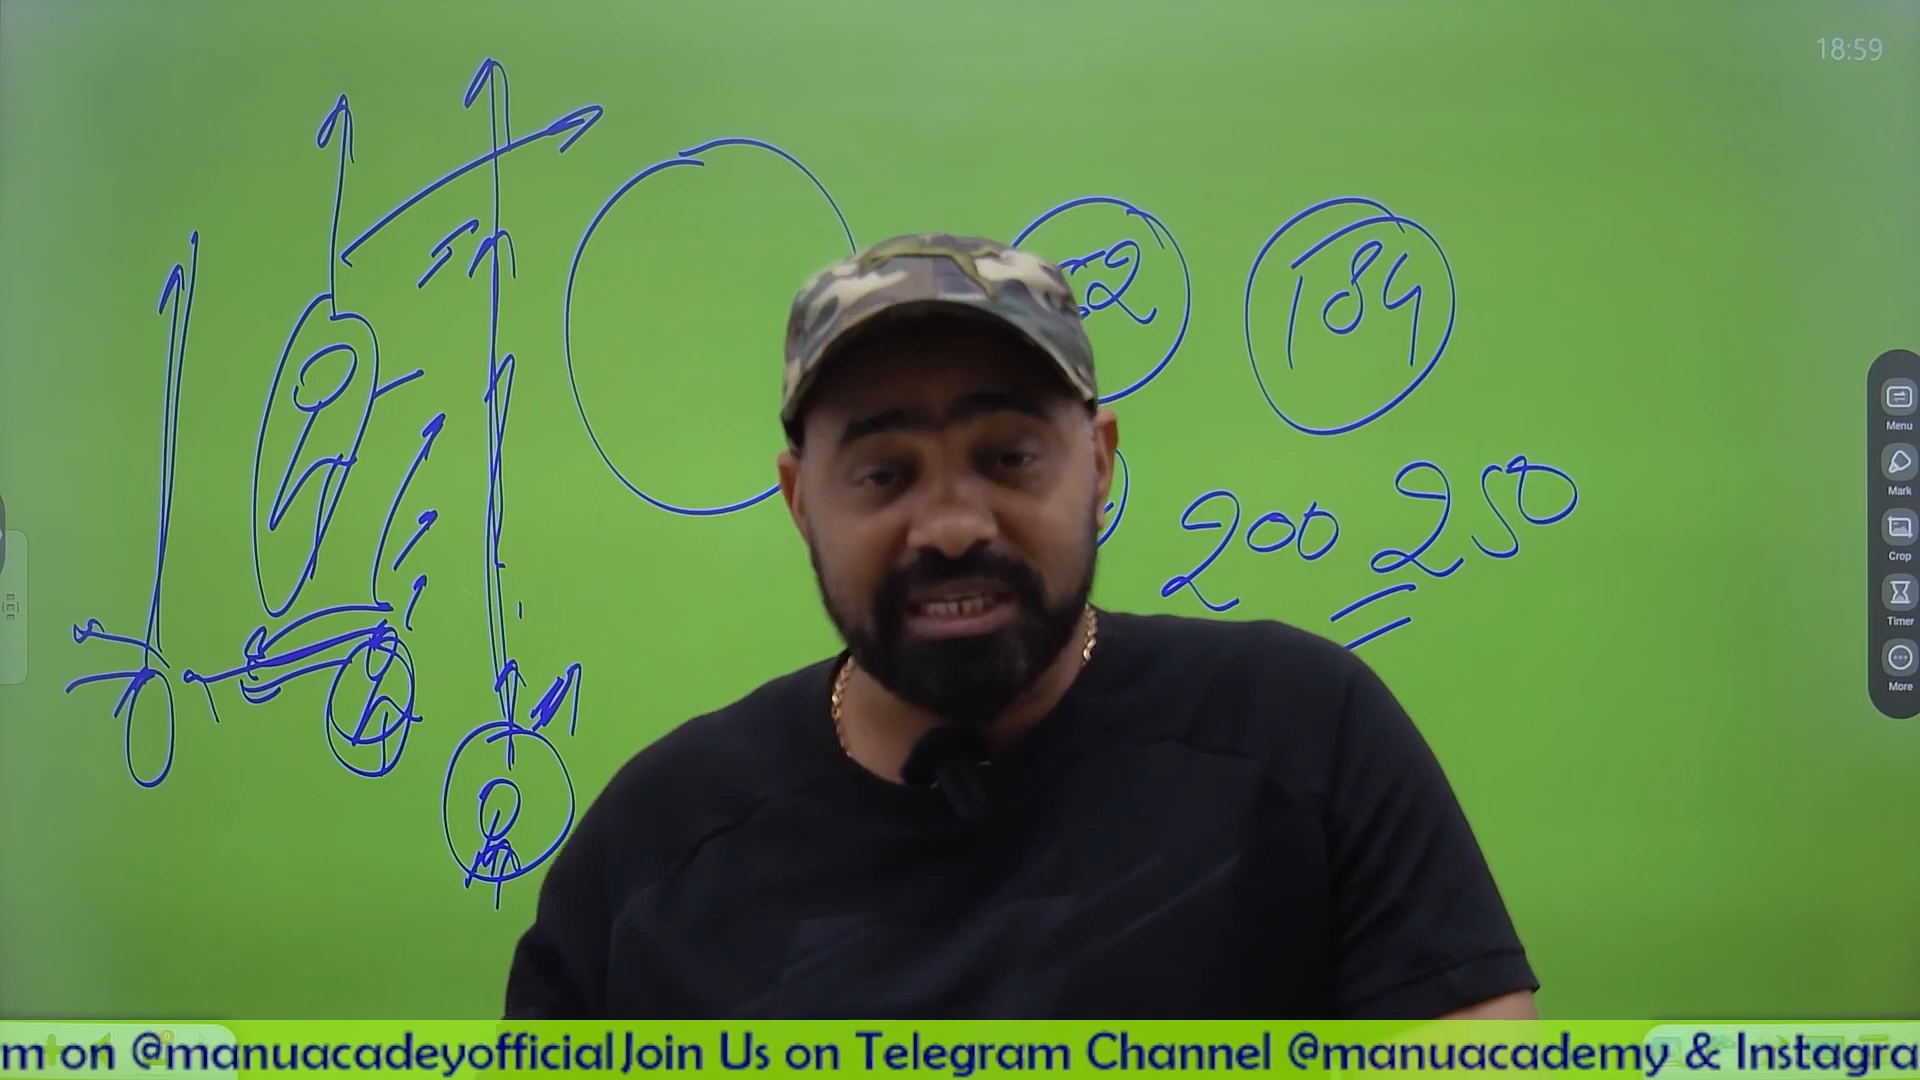 18:59
184
200 250
Menu
Mark
Crop
Timer
More
m on @manuacadeyofficial Join Us on Telegram Channel @manuacademy & Instagra